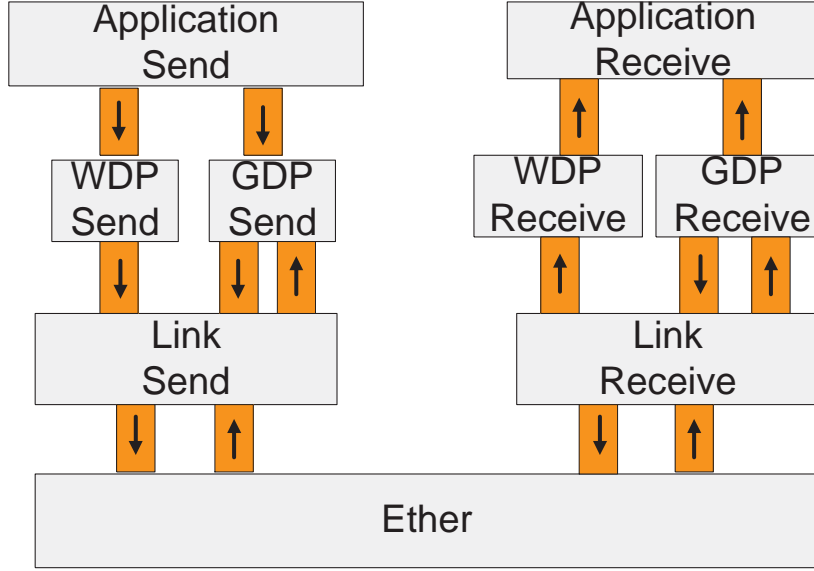 Application
Send
Application
Receive
WDP
Send
GDP
Send
WDP
Receive
GDP
Receive
Link
Send
Link
Receive
Ether